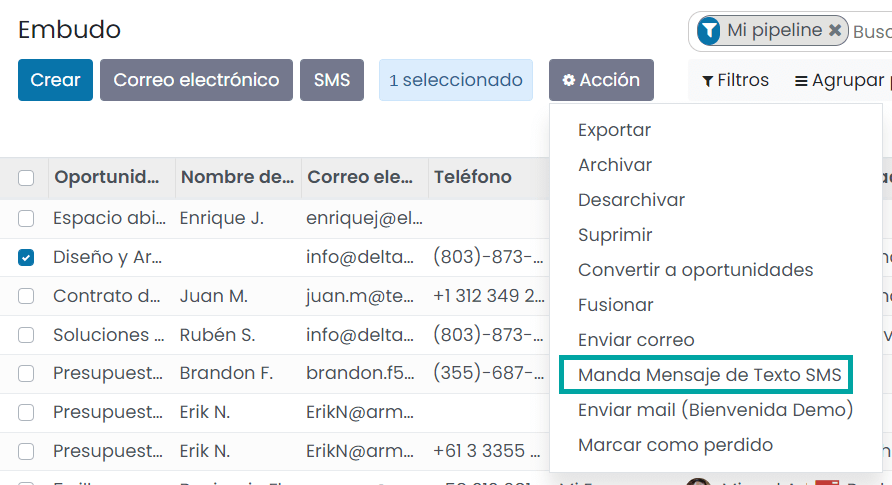 Embudo
Mi pipeline ✖ Busc
Crear Correo electrónico SMS 1 seleccionado Acción Filtros Agrupar p
Exportar
Archivar
Desarchivar
Suprimir
Convertir a oportunidades
Fusionar
Enviar correo
Manda Mensaje de Texto SMS
Enviar mail (Bienvenida Demo)
Marcar como perdido
Oportunid... Nombre de... Correo ele... Teléfono
Espacio abi... Enrique J. enriquej@el...
Diseño y Ar... info@delta... (803)-873-...
Contrato d... Juan M. juan.m@te... +1 312 349 2...
Soluciones ... Rubén S. info@delta... (803)-873-...
Presupuest... Brandon F. brandon.f5... (355)-687-...
Presupuest... Erik N. ErikN@arm...
Presupuest... Erik N. ErikN@arm... +61 3 3355 ...